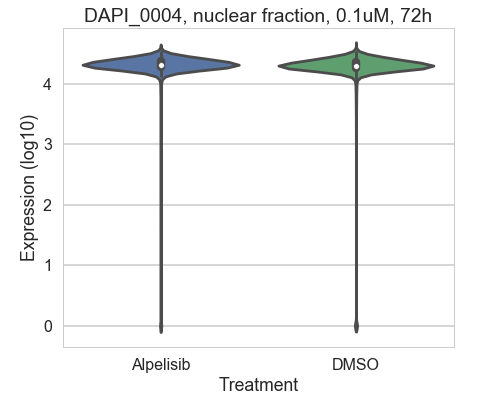 DAPI_0004, nuclear fraction, 0.1uM, 72h
Expression (log10)
4
3
2
1
0
Alpelisib
DMSO
Treatment